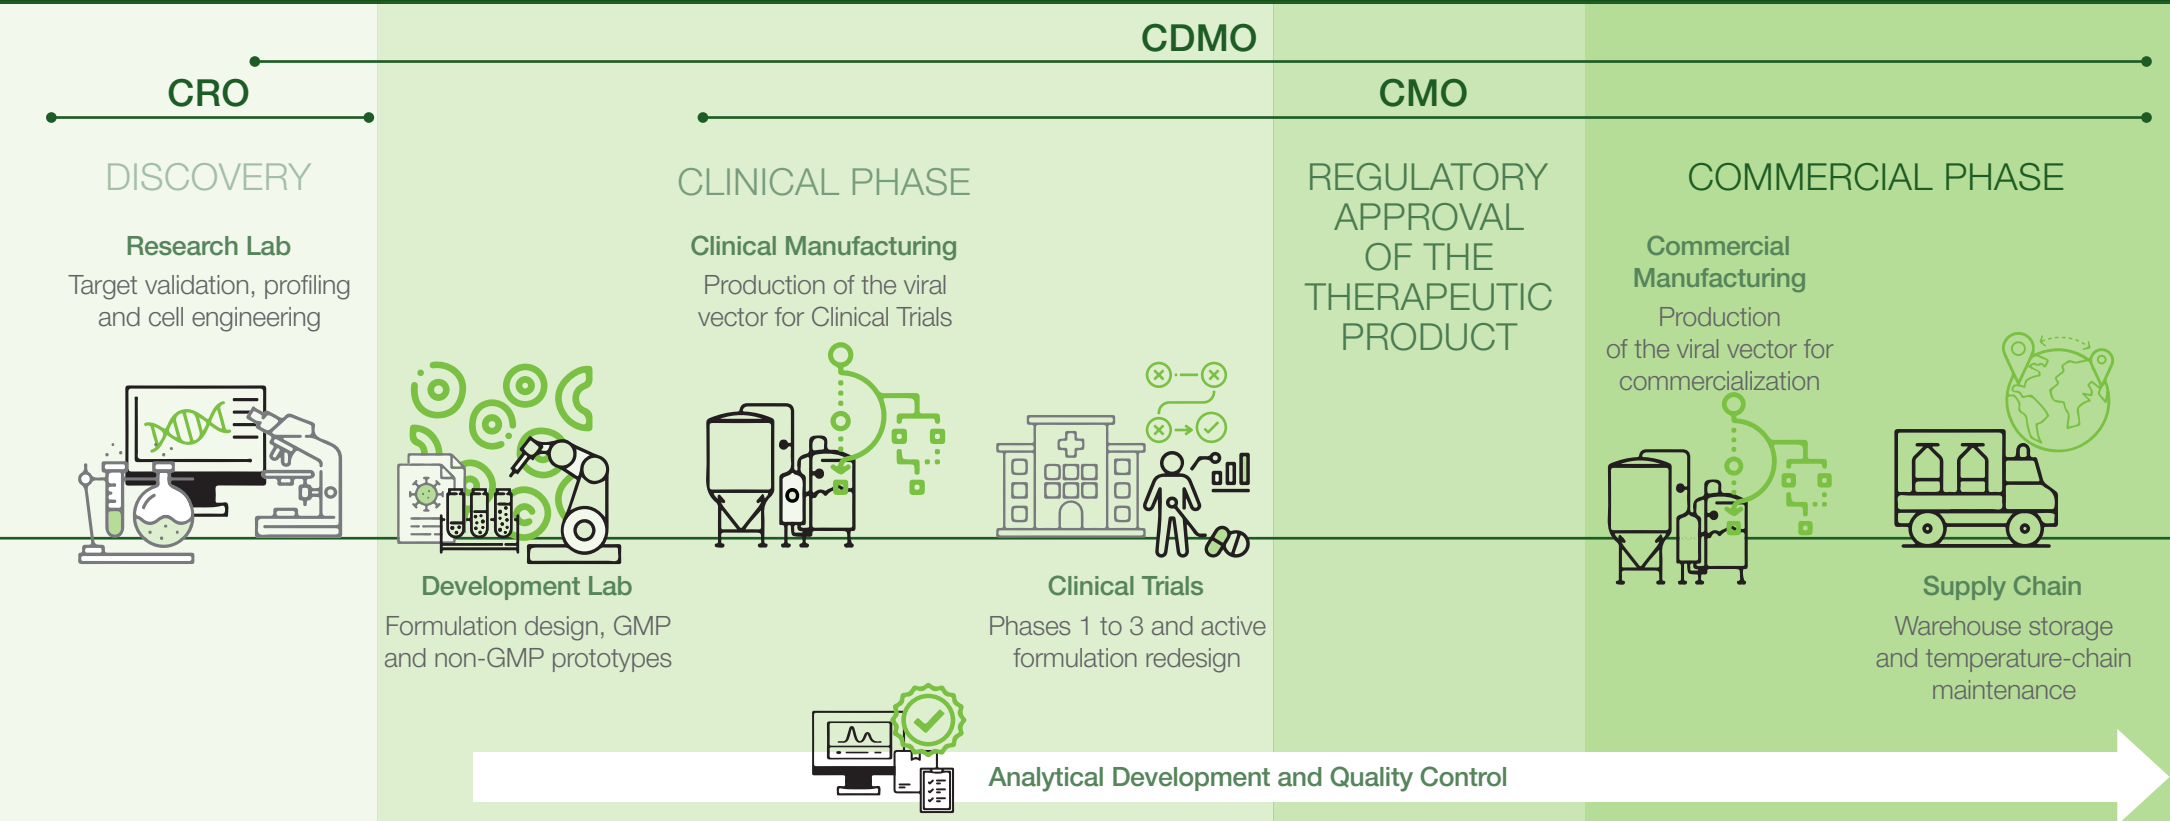 CDMO
CRO
CMO
DISCOVERY
Research Lab
Target validation, profiling
and cell engineering
CLINICAL PHASE
Development Lab
Formulation design, GMP
and non-GMP prototypes
Clinical Manufacturing
Production of the viral
vector for Clinical Trials
Clinical Trials
Phases 1 to 3 and active
formulation redesign
REGULATORY
APPROVAL
OF THE
THERAPEUTIC
PRODUCT
COMMERCIAL PHASE
Commercial
Manufacturing
Production
of the viral vector for
commercialization
Supply Chain
Warehouse storage
and temperature-chain
maintenance
Analytical Development and Quality Control